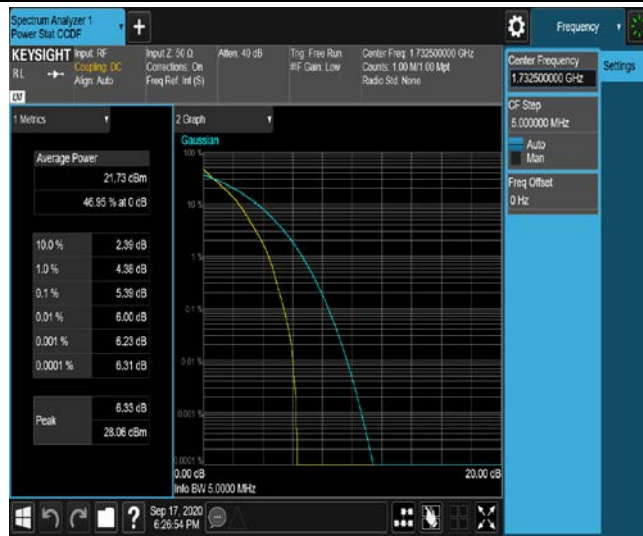 Spectrum Analyzer 1
Power Stat CCDF
+
Frequency
KEYSIGHT
RL
Input: RF
Coupling: DC
Align: Auto
Input Z: 50 Ω
Corrections: On
Freq Ref: Int (S)
Atten: 40 dB
Trig: Free Run
#IF Gain: Low
Center Freq: 1.732500000 GHz
Counts: 1.00 M/1.00 Mpt
Radio Std: None
Center Frequency
1.732500000 GHz
Settings
CF Step
5.000000 MHz
Auto
Man
Freq Offset
0 Hz
1 Metrics
Average Power
21.73 dBm
46.95 % at 0 dB
10.0 % 2.39 dB
1.0 % 4.38 dB
0.1 % 5.39 dB
0.01 % 6.00 dB
0.001 % 6.23 dB
0.0001 % 6.31 dB
Peak
6.33 dB
28.06 dBm
2 Graph
Gaussian
100 %
10 %
1 %
0.1 %
0.01 %
0.001 %
0.0001 %
0.00 dB
20.00 dB
Info BW 5.0000 MHz
?
Sep 17, 2020
6:26:54 PM